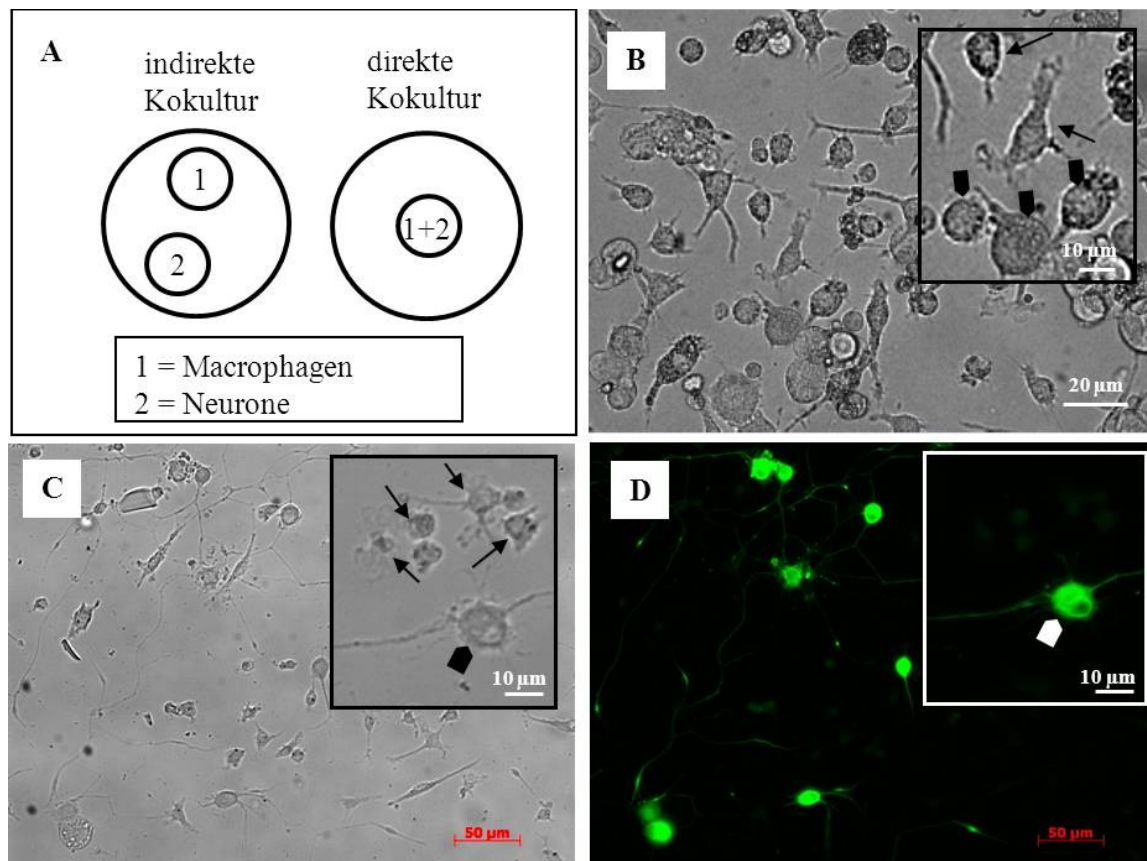 A
indirekte
Kokultur
direkte
Kokultur
1
2
1+2
1 = Macrophagen
2 = Neurone
B
10 µm
20 µm
C
10 µm
50 µm
D
10 µm
50 µm